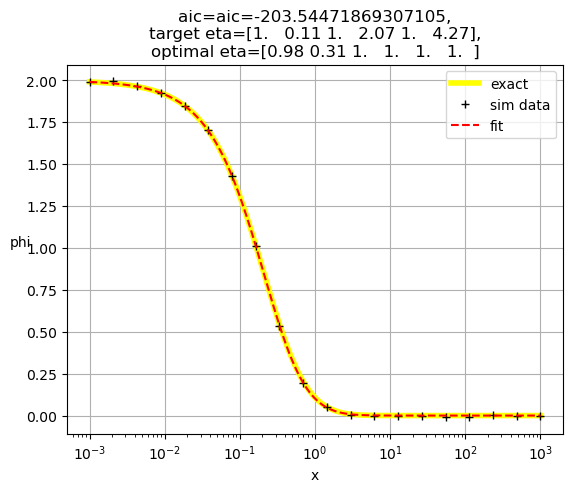 aic=aic=-203.54471869307105,
target eta=[1.   0.11 1.   2.07 1.   4.27],
optimal eta=[0.98 0.31 1.   1.   1.   1.  ]
2.00
1.75
1.50
1.25
1.00
0.75
0.50
0.25
0.00
phi
exact
sim data
fit
10⁻³ 10⁻² 10⁻¹ 10⁰ 10¹ 10² 10³
x